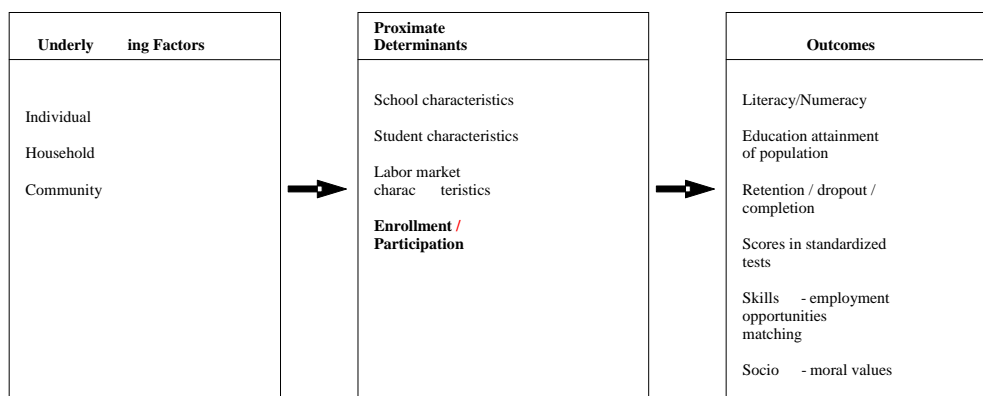 Underly ing Factors
Individual
Household
Community
Proximate
Determinants
School characteristics
Student characteristics
Labor market
charac teristics
Enrollment /
Participation
Outcomes
Literacy/Numeracy
Education attainment
of population
Retention / dropout /
completion
Scores in standardized
tests
Skills - employment
opportunities
matching
Socio - moral values